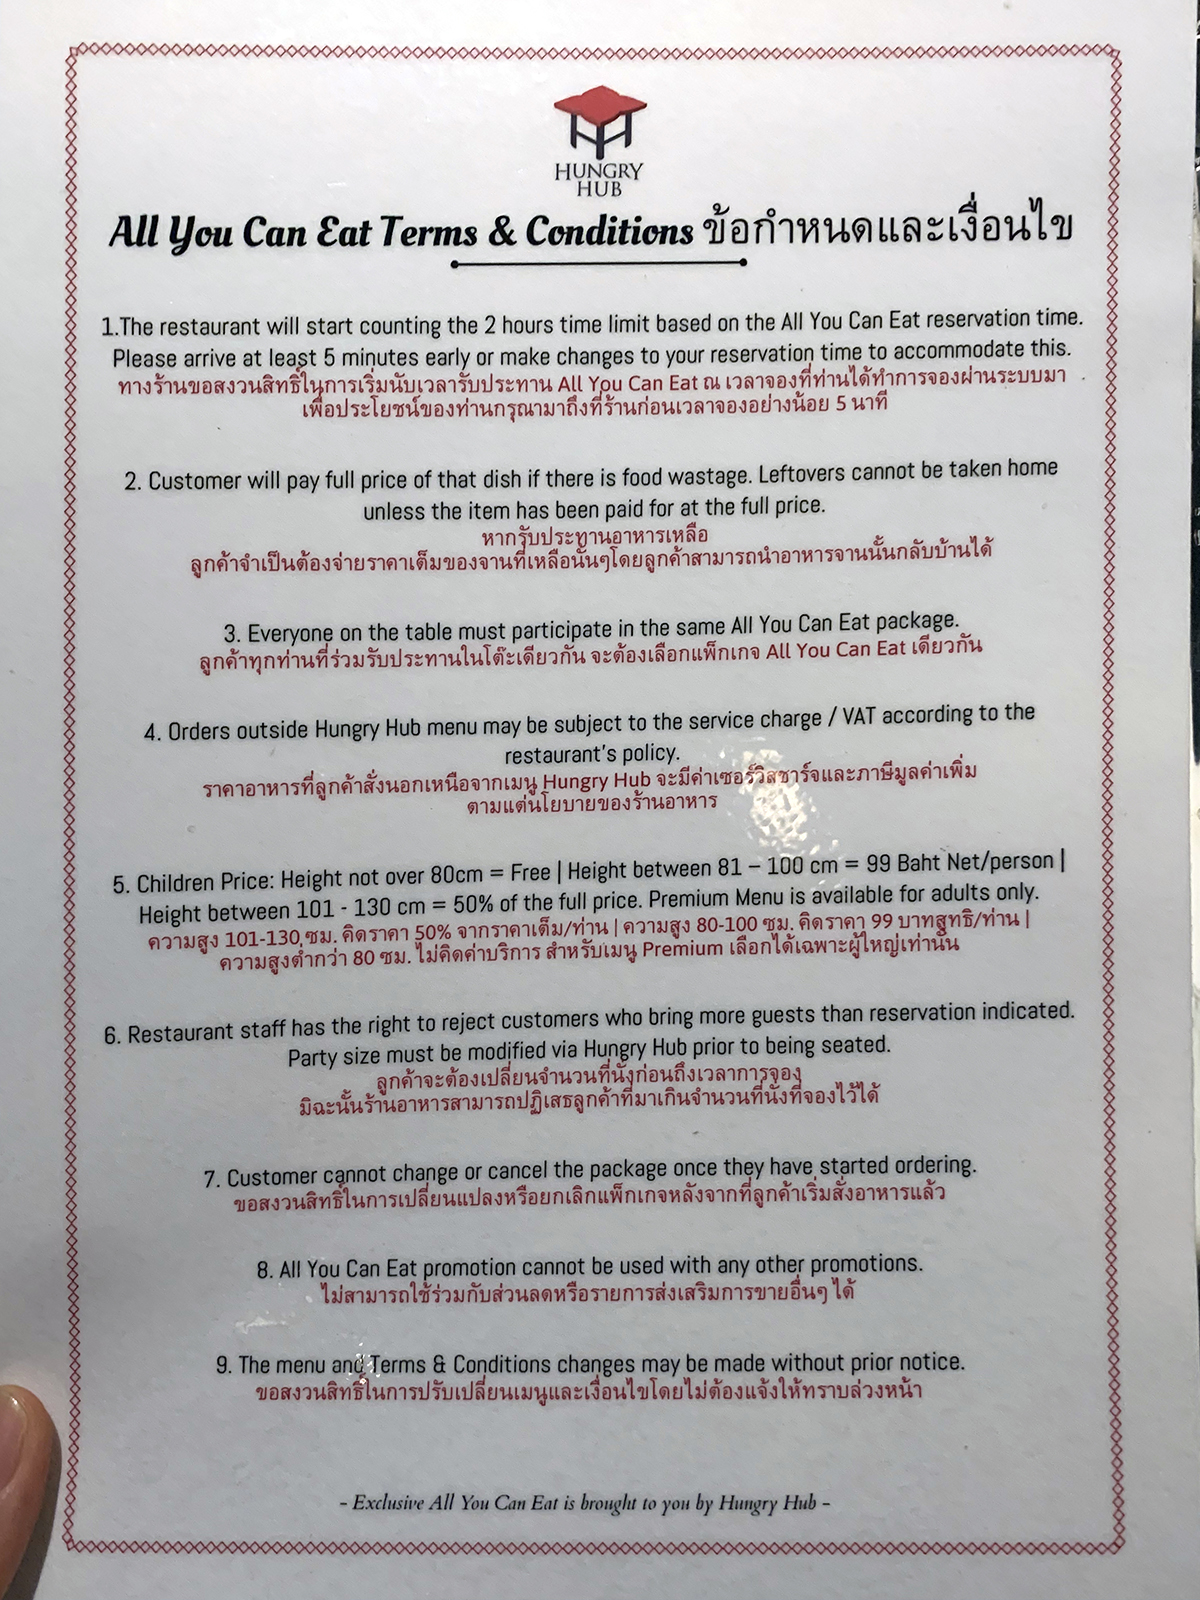 HUNGRY
HUB
All You Can Eat Terms & Conditions ข้อกำหนดและเงื่อนไข
1.The restaurant will start counting the 2 hours time limit based on the All You Can Eat reservation time.
Please arrive at least 5 minutes early or make changes to your reservation time to accommodate this.
ทางร้านขอสงวนสิทธิ์ในการเริ่มนับเวลารับประทาน All You Can Eat ณ เวลาจองที่ท่านได้ทำการจองผ่านระบบมา
เพื่อประโยชน์ของท่านกรุณามาถึงที่ร้านก่อนเวลาจองอย่างน้อย 5 นาที
2. Customer will pay full price of that dish if there is food wastage. Leftovers cannot be taken home
unless the item has been paid for at the full price.
หากรับประทานอาหารเหลือ
ลูกค้าจำเป็นต้องจ่ายราคาเต็มของจานที่เหลือนั้นๆโดยลูกค้าสามารถนำอาหารจานนั้นกลับบ้านได้
3. Everyone on the table must participate in the same All You Can Eat package.
ลูกค้าทุกท่านที่ร่วมรับประทานในโต๊ะเดียวกัน จะต้องเลือกแพ็กเกจ All You Can Eat เดียวกัน
4. Orders outside Hungry Hub menu may be subject to the service charge / VAT according to the
restaurant's policy.
ราคาอาหารที่ลูกค้าสั่งนอกเหนือจากเมนู Hungry Hub จะมีค่าเซอร์วิสชาร์จและภาษีมูลค่าเพิ่ม
ตามแต่นโยบายของร้านอาหาร
5. Children Price: Height not over 80cm = Free | Height between 81 – 100 cm = 99 Baht Net/person |
Height between 101 - 130 cm = 50% of the full price. Premium Menu is available for adults only.
ความสูง 101-130 ซม. คิดราคา 50% จากราคาเต็ม/ท่าน | ความสูง 80-100 ซม. คิดราคา 99 บาทสุทธิ/ท่าน |
ความสูงต่ำกว่า 80 ซม. ไม่คิดค่าบริการ สำหรับเมนู Premium เลือกได้เฉพาะผู้ใหญ่เท่านั้น
6. Restaurant staff has the right to reject customers who bring more guests than reservation indicated.
Party size must be modified via Hungry Hub prior to being seated.
ลูกค้าจะต้องเปลี่ยนจำนวนที่นั่งก่อนถึงเวลาการจอง
มิฉะนั้นร้านอาหารสามารถปฏิเสธลูกค้าที่มาเกินจำนวนที่นั่งที่จองไว้ได้
7. Customer cannot change or cancel the package once they have started ordering.
ขอสงวนสิทธิ์ในการเปลี่ยนแปลงหรือยกเลิกแพ็กเกจหลังจากที่ลูกค้าเริ่มสั่งอาหารแล้ว
8. All You Can Eat promotion cannot be used with any other promotions.
ไม่สามารถใช้ร่วมกับส่วนลดหรือรายการส่งเสริมการขายอื่นๆ ได้
9. The menu and Terms & Conditions changes may be made without prior notice.
ขอสงวนสิทธิ์ในการปรับเปลี่ยนเมนูและเงื่อนไขโดยไม่ต้องแจ้งให้ทราบล่วงหน้า
- Exclusive All You Can Eat is brought to you by Hungry Hub -